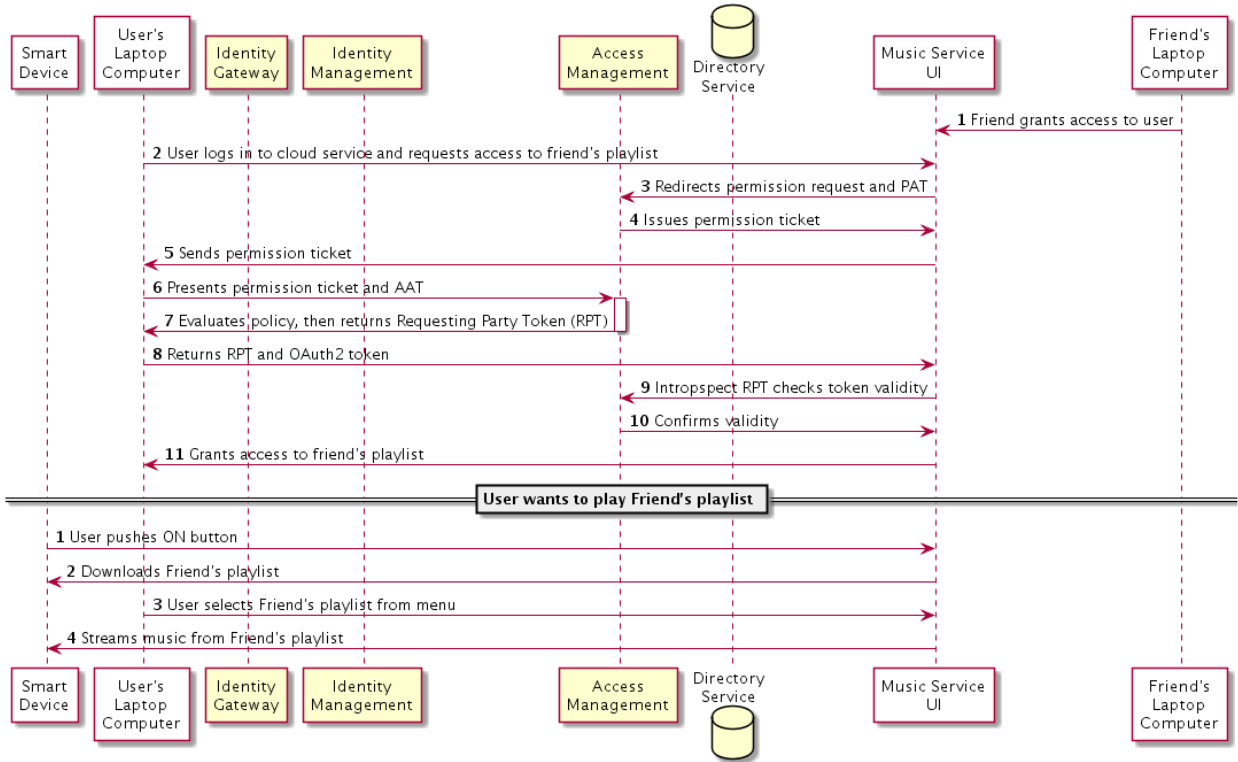 Smart
Device
User's
Laptop
Computer
Identity
Gateway
Identity
Management
Access
Management
Directory
Service
Music Service
UI
Friend's
Laptop
Computer
1 Friend grants access to user
2 User logs in to cloud service and requests access to friend's playlist
3 Redirects permission request and PAT
4 Issues permission ticket
5 Sends permission ticket
6 Presents permission ticket and AAT
7 Evaluates policy, then returns Requesting Party Token (RPT)
8 Returns RPT and OAuth2 token
9 Intropspect RPT checks token validity
10 Confirms validity
11 Grants access to friend's playlist
User wants to play Friend's playlist
1 User pushes ON button
2 Downloads Friend's playlist
3 User selects Friend's playlist from menu
4 Streams music from Friend's playlist
Smart
Device
User's
Laptop
Computer
Identity
Gateway
Identity
Management
Access
Management
Directory
Service
Music Service
UI
Friend's
Laptop
Computer